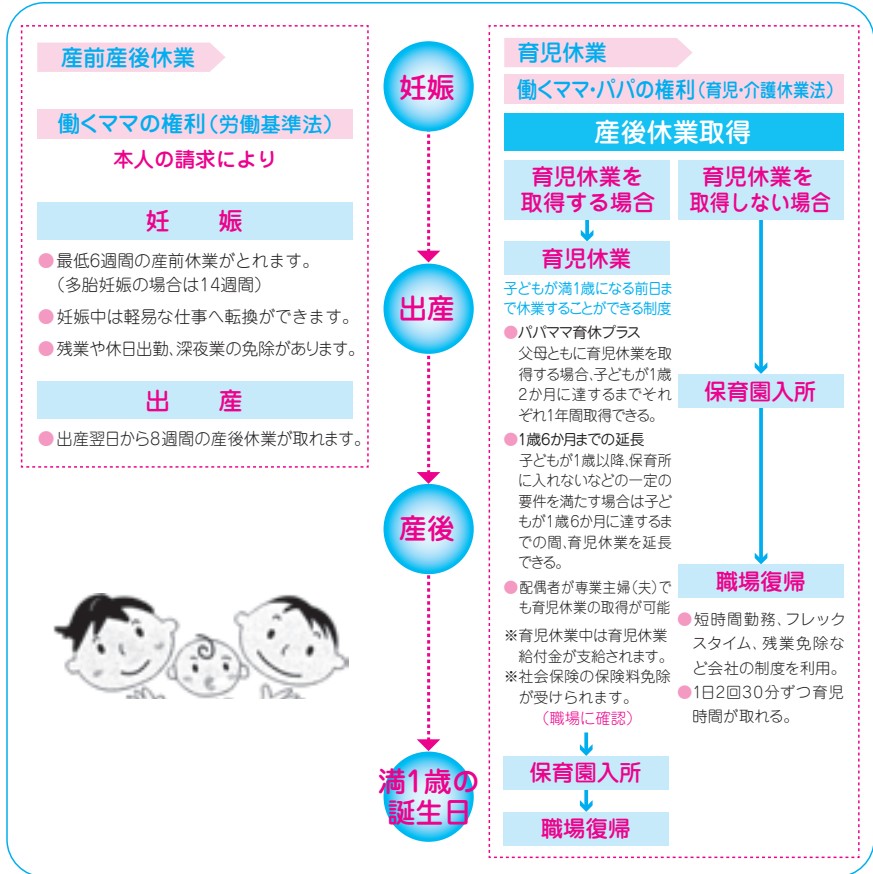 産前産後休業
働くママの権利(労働基準法)
本人の請求により
妊 娠
●最低6週間の産前休業がとれます。
(多胎妊娠の場合は14週間)
●妊娠中は軽易な仕事へ転換ができます。
●残業や休日出勤、深夜業の免除があります。
出 産
●出産翌日から8週間の産後休業が取れます。
妊娠
出産
産後
満1歳の
誕生日
育児休業
働くママ・パパの権利(育児・介護休業法)
産後休業取得
育児休業を
取得する場合
育児休業
子どもが満1歳になる前日ま
で休業することができる制度
●パパママ育休プラス
父母ともに育児休業を取
得する場合、子どもが1歳
2か月に達するまでそれ
ぞれ1年間取得できる。
●1歳6か月までの延長
子どもが1歳以降、保育所
に入れないなどの一定の
要件を満たす場合は子ど
もが1歳6か月に達するま
での間、育児休業を延長
できる。
●配偶者が専業主婦(夫)で
も育児休業の取得が可能
※育児休業中は育児休業
給付金が支給されます。
※社会保険の保険料免除
が受けられます。
(職場に確認)
保育園入所
職場復帰
育児休業を
取得しない場合
保育園入所
職場復帰
●短時間勤務、フレック
スタイム、残業免除な
ど会社の制度を利用。
●1日2回30分ずつ育児
時間が取れる。